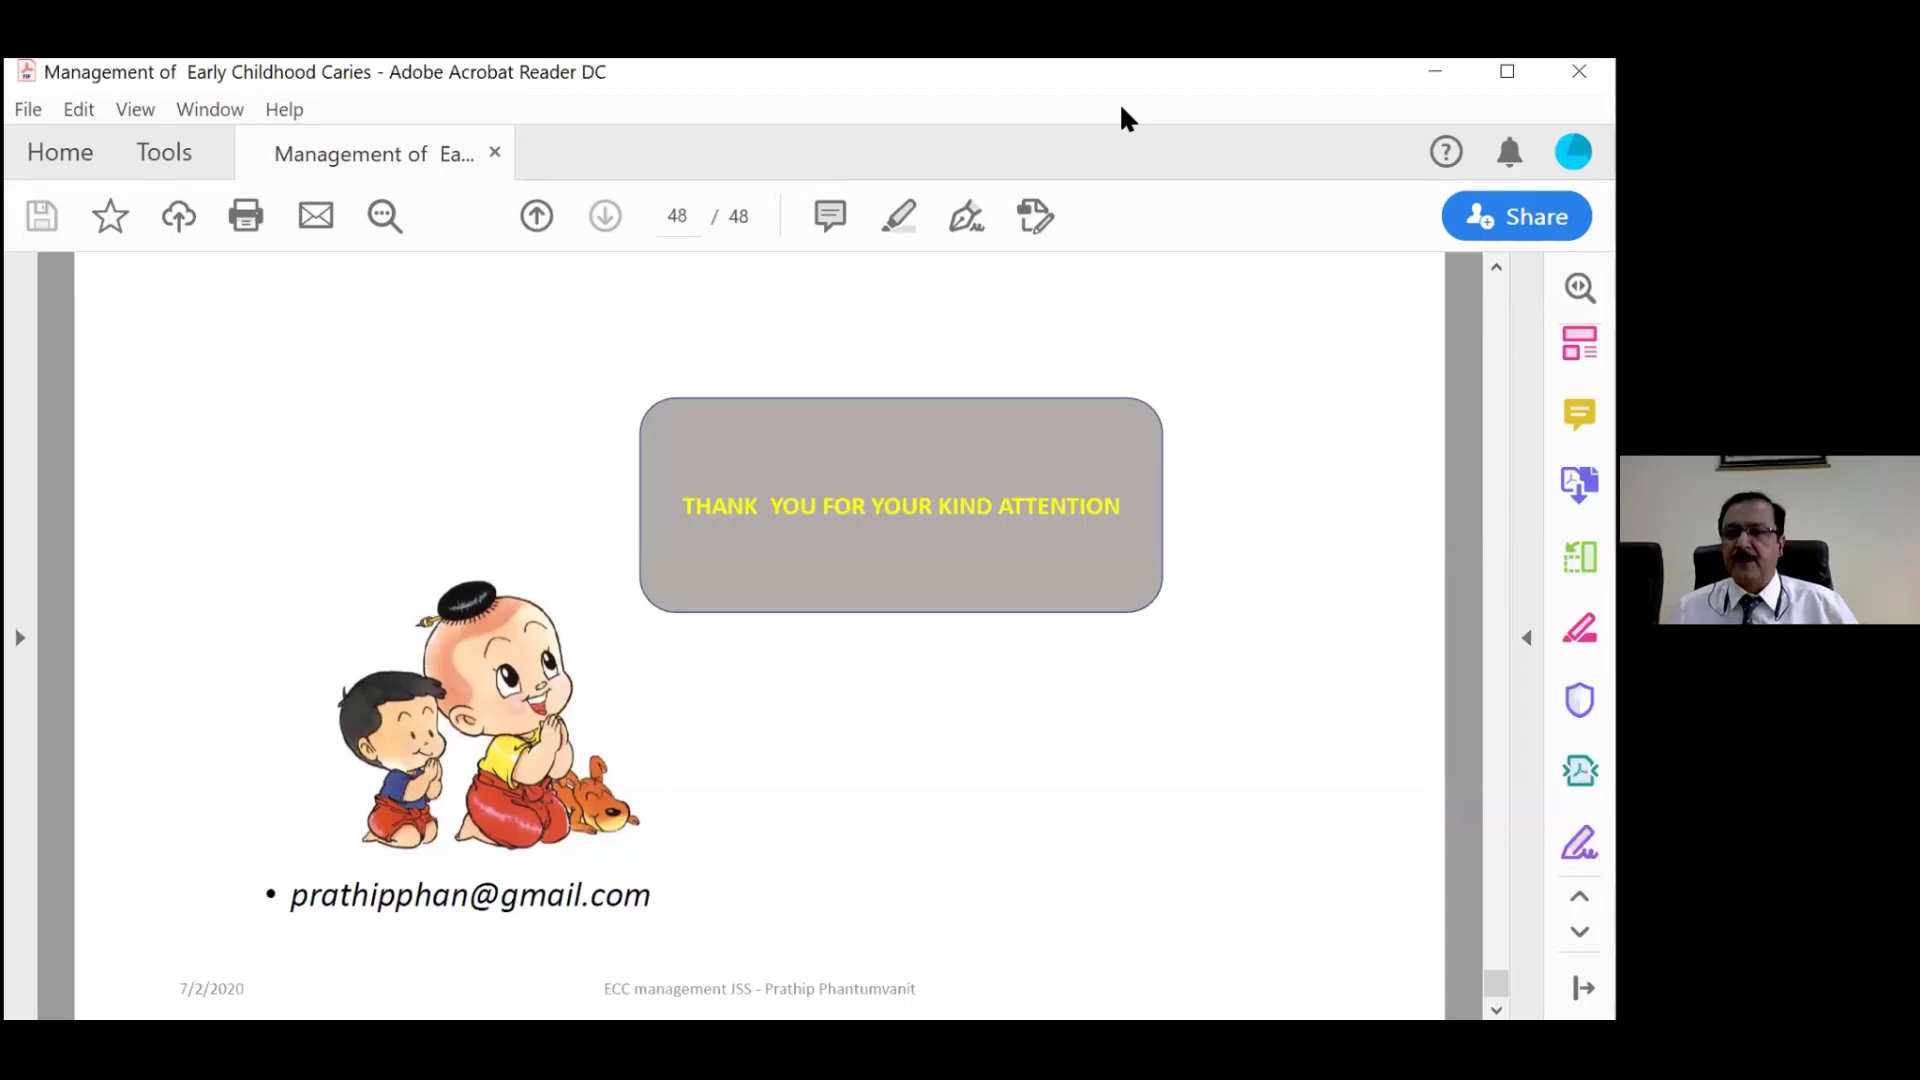 Management of  Early Childhood Caries - Adobe Acrobat Reader DC
File Edit View Window Help
Home Tools Management of  Ea...
48 / 48 Share
THANK  YOU FOR YOUR KIND ATTENTION
• prathipphan@gmail.com
7/2/2020 ECC management JSS - Prathip Phantumvanit